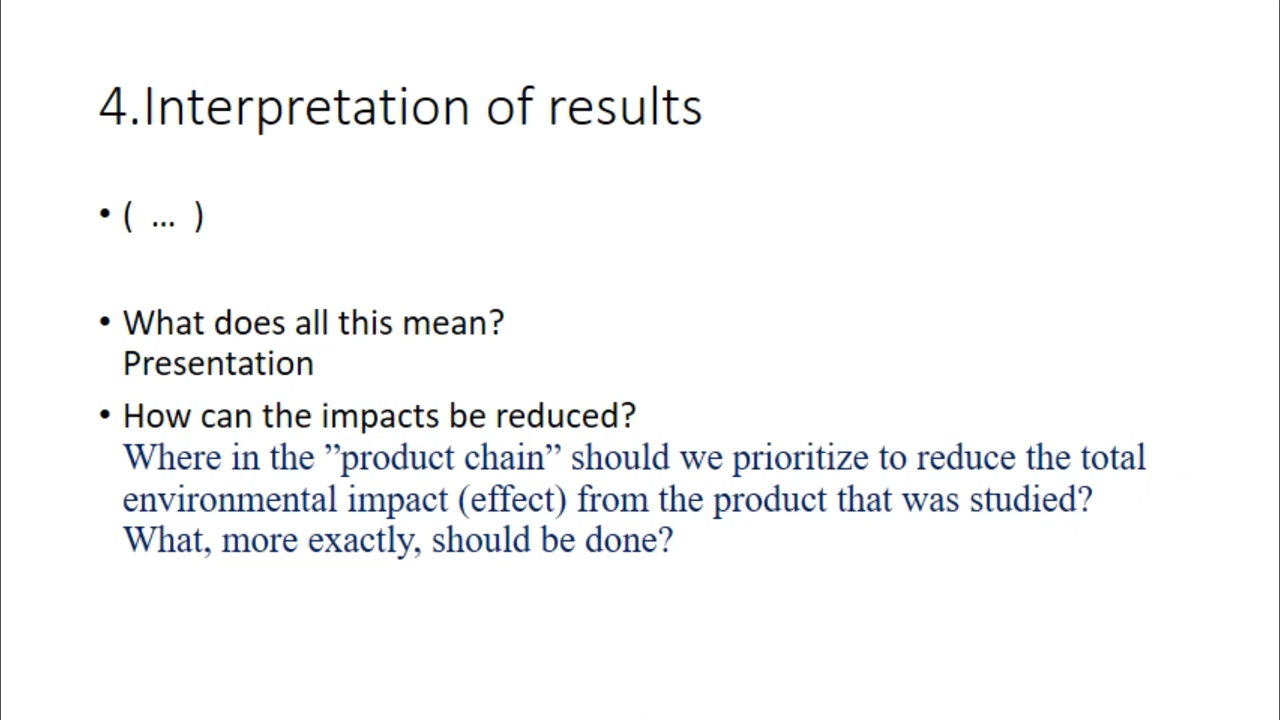 4.Interpretation of results
• ( ... )
• What does all this mean?
Presentation
• How can the impacts be reduced?
Where in the ”product chain” should we prioritize to reduce the total
environmental impact (effect) from the product that was studied?
What, more exactly, should be done?